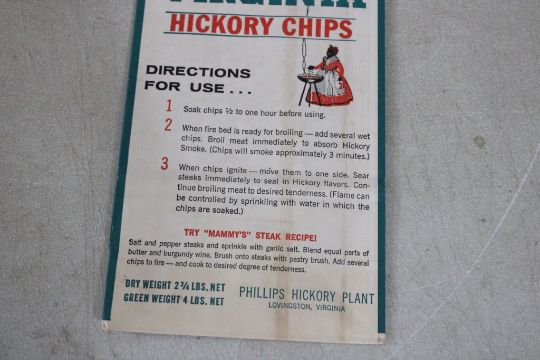 VIRGINIA
HICKORY CHIPS
DIRECTIONS
FOR USE . . .
1 Soak chips ½ to one hour before using.
2 When fire bed is ready for broiling — add several wet
chips. Broil meat immediately to absorb Hickory
Smoke. (Chips will smoke approximately 3 minutes.)
3 When chips ignite — move them to one side. Sear
steaks immediately to seal in Hickory flavors. Con-
tinue broiling meat to desired tenderness. (Flame can
be controlled by sprinkling with water in which the
chips are soaked.)
TRY "MAMMY'S" STEAK RECIPE!
Salt and pepper steaks and sprinkle with garlic salt. Blend equal parts of
butter and burgundy wine. Brush onto steaks with pastry brush. Add several
chips to fire — and cook to desired degree of tenderness.
DRY WEIGHT 2¾ LBS. NET
GREEN WEIGHT 4 LBS. NET
PHILLIPS HICKORY PLANT
LOVINGSTON, VIRGINIA